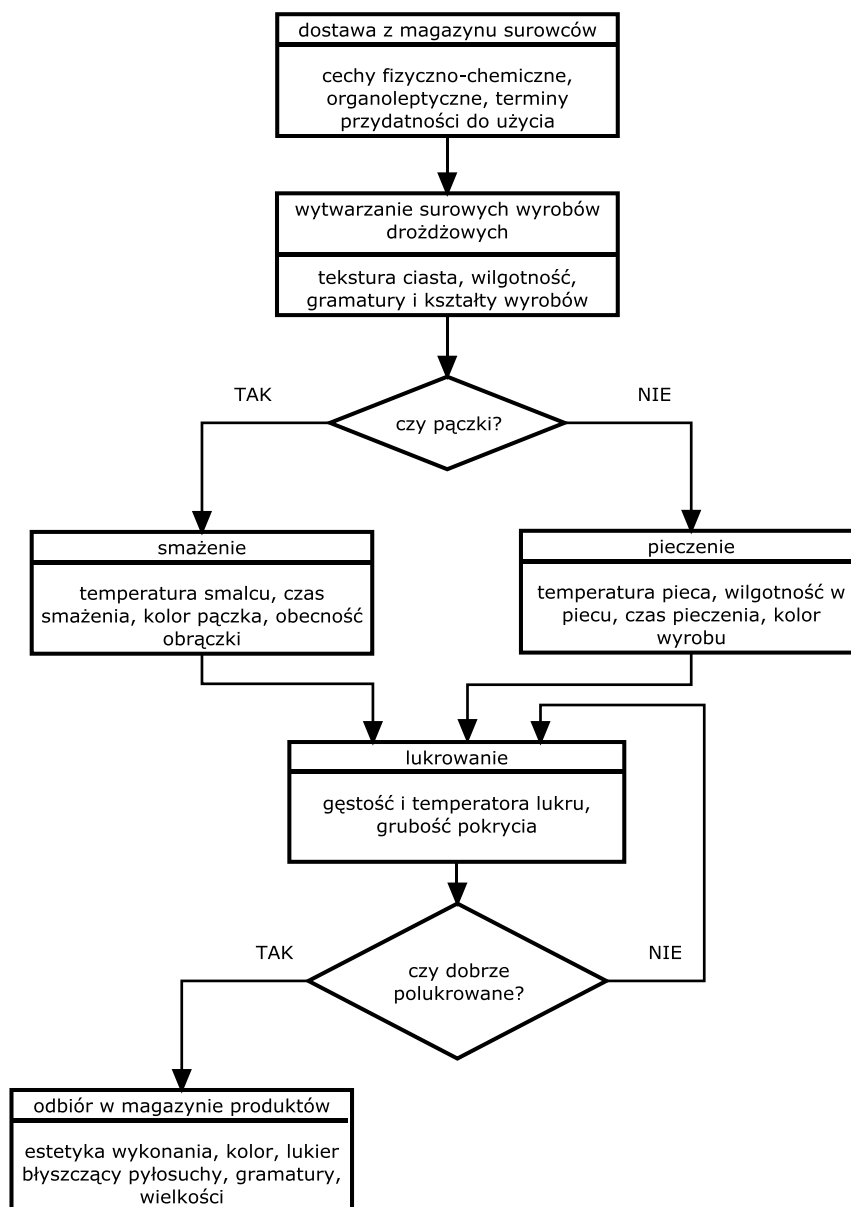 dostawa z magazynu surowców
cechy fizyczno-chemiczne,
organoleptyczne, terminy
przydatności do użycia
wytwarzanie surowych wyrobów
drożdżowych
tekstura ciasta, wilgotność,
gramatury i kształty wyrobów
TAK
czy pączki?
NIE
smażenie
temperatura smalcu, czas
smażenia, kolor pączka, obecność
obrączki
pieczenie
temperatura pieca, wilgotność w
piecu, czas pieczenia, kolor
wyrobu
lukrowanie
gęstość i temperatora lukru,
grubość pokrycia
TAK
czy dobrze
polukrowane?
NIE
odbiór w magazynie produktów
estetyka wykonania, kolor, lukier
błyszczący pyłosuchy, gramatury,
wielkości